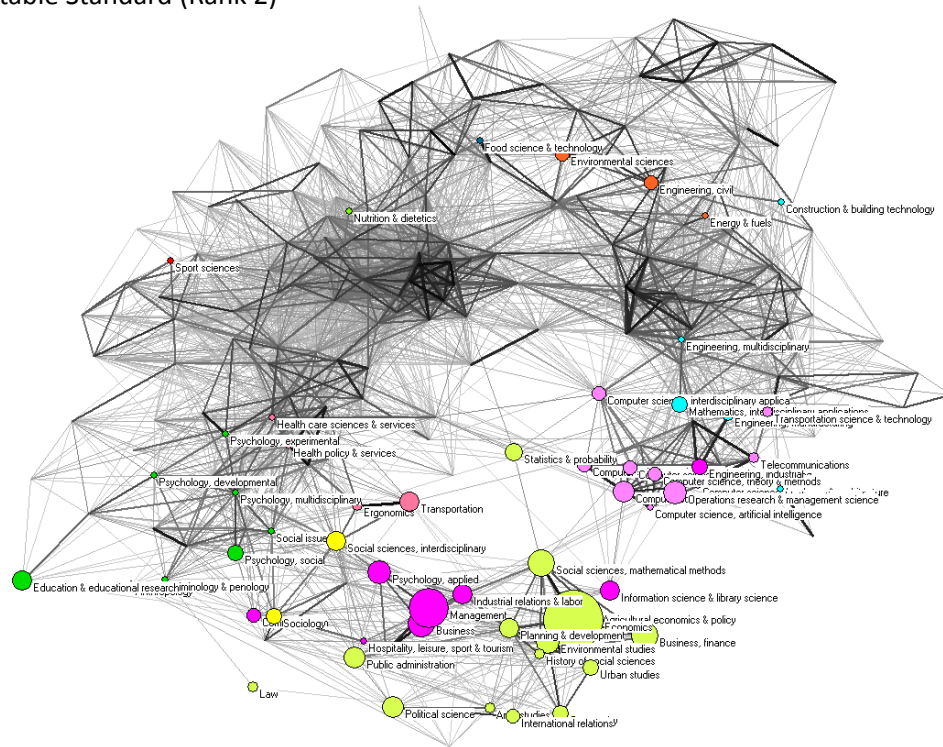 table Standard (Rank 2)
Food science & technology
Environmental sciences
Engineering, civil
Construction & building technology
Nutrition & dietetics
Energy & fuels
Sport sciences
Engineering, multidisciplinary
Computer science, interdisciplinary applica
Mathematics, interdisciplinary applications
Transportation science & technology
Health care sciences & services
Psychology, experimental
Health policy & services
Statistics & probability
Telecommunications
Engineering, industrial
Computer science, theory & methods
Psychology, developmental
Psychology, multidisciplinary
Operations research & management science
Ergonomics
Transportation
Computer science, artificial intelligence
Social issue
Social sciences, interdisciplinary
Psychology, social
Social sciences, mathematical methods
Psychology, applied
Education & educational research
minology & penology
Information science & library science
Industrial relations & labor
Management
Agricultural economics & policy
Sociology
Economics
Business
Planning & development
Business, finance
Hospitality, leisure, sport & tourism
Environmental studies
History of social sciences
Public administration
Urban studies
Law
Political science
International relations